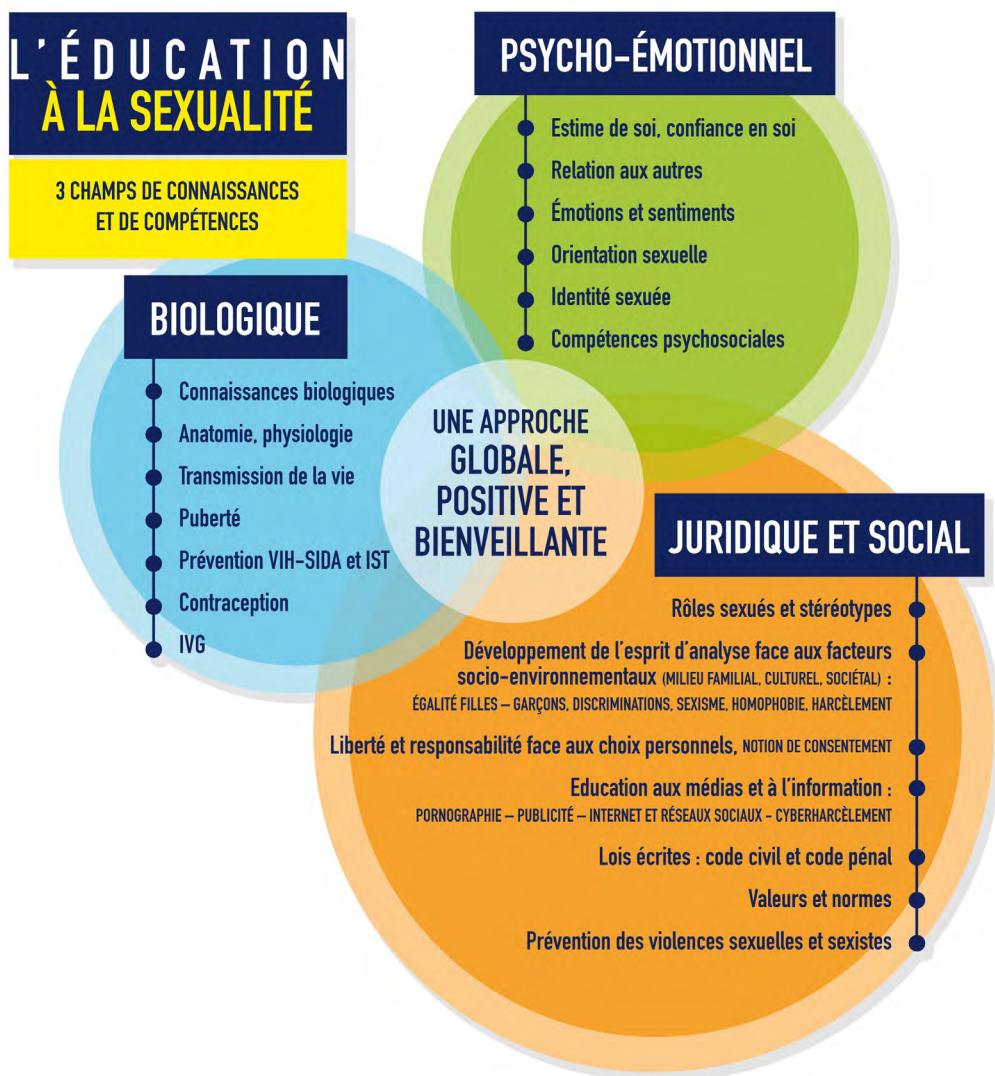 L'ÉDUCATION
À LA SEXUALITÉ
3 CHAMPS DE CONNAISSANCES
ET DE COMPÉTENCES
PSYCHO-ÉMOTIONNEL
Estime de soi, confiance en soi
Relation aux autres
Émotions et sentiments
Orientation sexuelle
Identité sexuée
Compétences psychosociales
BIOLOGIQUE
Connaissances biologiques
Anatomie, physiologie
Transmission de la vie
Puberté
Prévention VIH-SIDA et IST
Contraception
IVG
UNE APPROCHE
GLOBALE,
POSITIVE ET
BIENVEILLANTE
JURIDIQUE ET SOCIAL
Rôles sexués et stéréotypes
Développement de l'esprit d'analyse face aux facteurs
socio-environnementaux (MILIEU FAMILIAL, CULTUREL, SOCIÉTAL) :
ÉGALITÉ FILLES – GARÇONS, DISCRIMINATIONS, SEXISME, HOMOPHOBIE, HARCÈLEMENT
Liberté et responsabilité face aux choix personnels, NOTION DE CONSENTEMENT
Education aux médias et à l'information :
PORNOGRAPHIE – PUBLICITÉ – INTERNET ET RÉSEAUX SOCIAUX - CYBERHARCÈLEMENT
Lois écrites : code civil et code pénal
Valeurs et normes
Prévention des violences sexuelles et sexistes